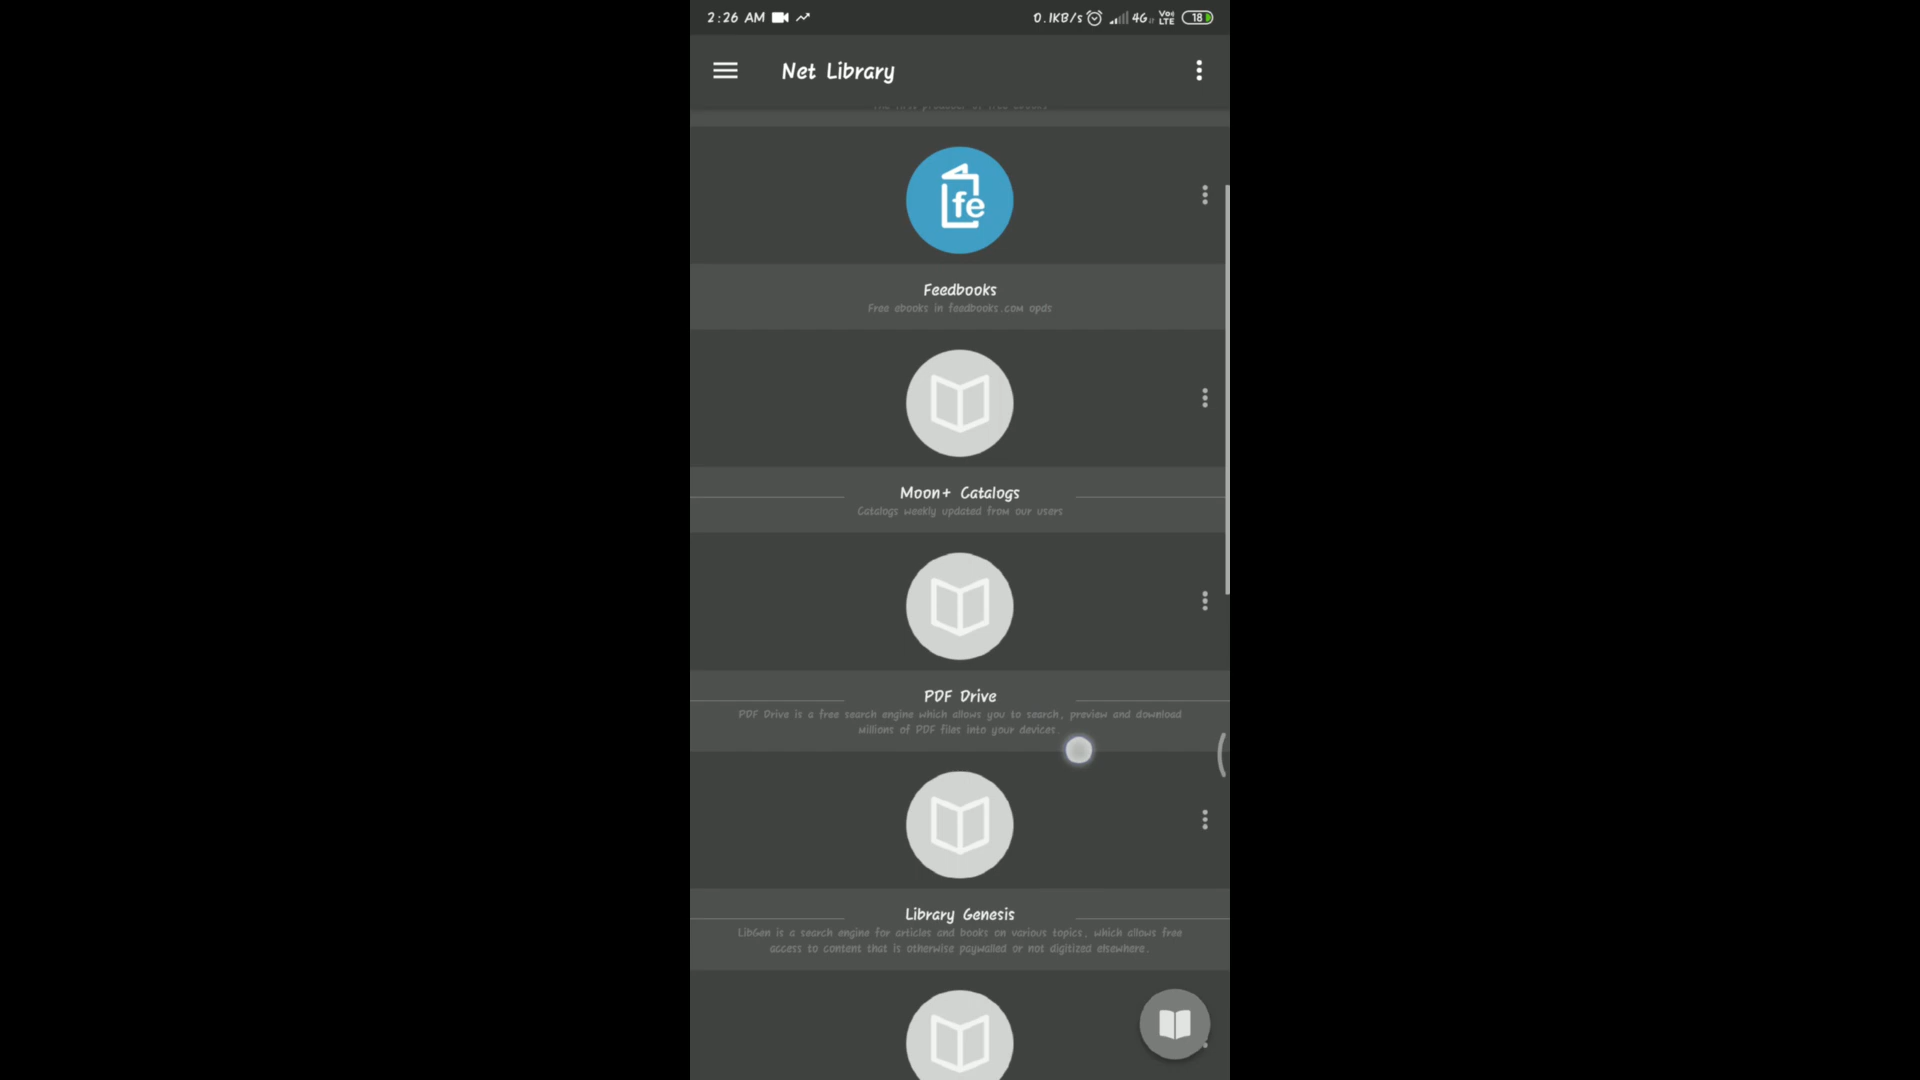 2:26 AM
0.1KB/s
4G
Vo
LTE
18
Net Library
fe
Feedbooks
Free ebooks in feedbooks.com opds
Moon+ Catalogs
Catalogs weekly updated from our users
PDF Drive
PDF Drive is a free search engine which allows you to search, preview and download
millions of PDF files into your devices.
Library Genesis
LibGen is a search engine for articles and books on various topics, which allows free
access to content that is otherwise paywalled or not digitized elsewhere.